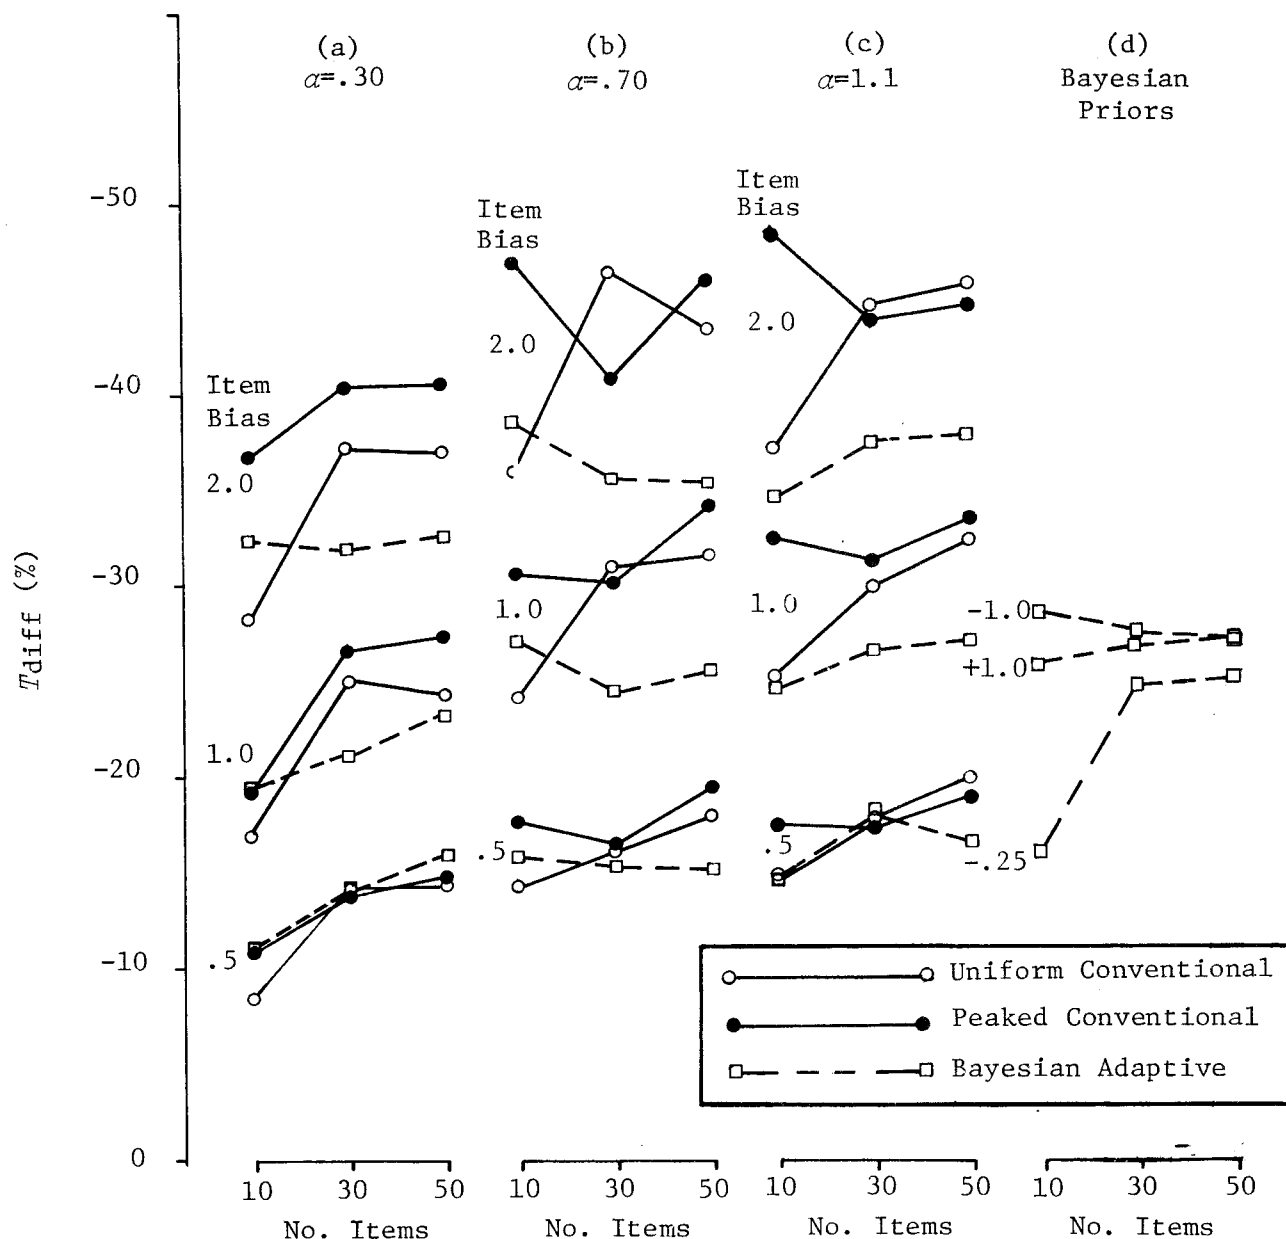 (a)
α=.30
(b)
α=.70
(c)
α=1.1
(d)
Bayesian
Priors
Tdiff (%)
-50
-40
-30
-20
-10
0
Item
Bias
2.0
1.0
.5
Item
Bias
2.0
1.0
.5
Item
Bias
2.0
1.0
.5
-1.0
+1.0
-.25
Uniform Conventional
Peaked Conventional
Bayesian Adaptive
10 30 50
No. Items
10 30 50
No. Items
10 30 50
No. Items
10 30 50
No. Items